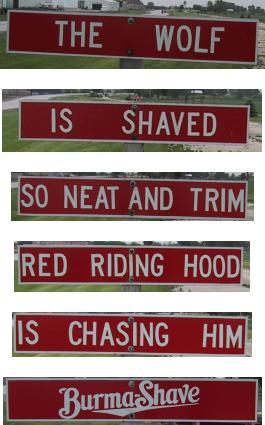 THE WOLF
IS SHAVED
SO NEAT AND TRIM
RED RIDING HOOD
IS CHASING HIM
Burma-Shave